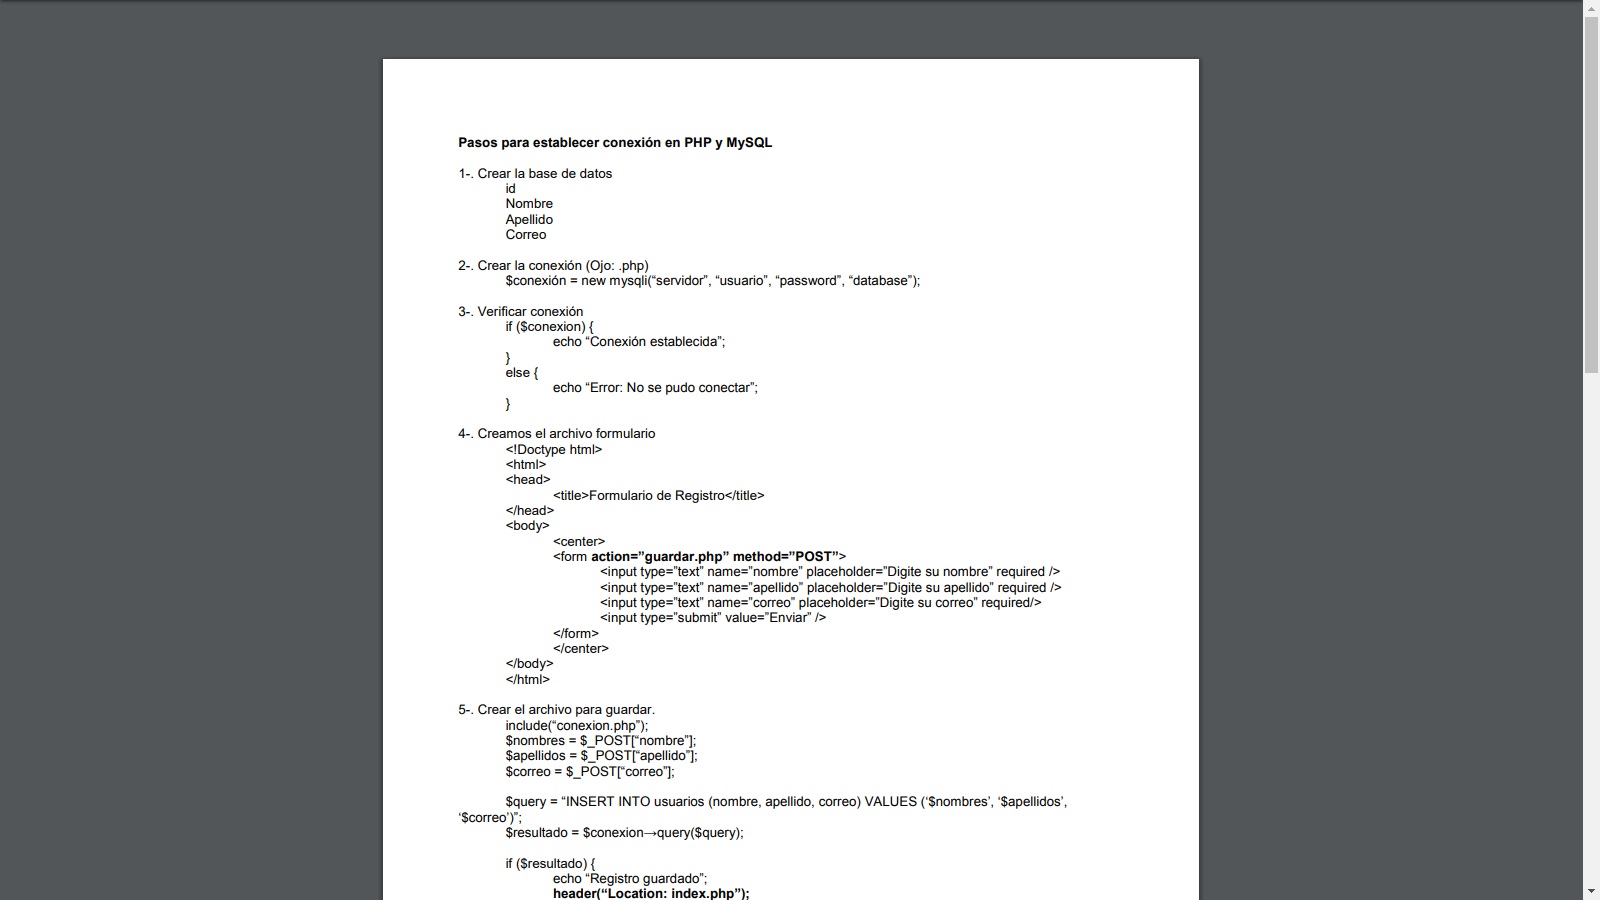 Pasos para establecer conexión en PHP y MySQL
1-. Crear la base de datos
id
Nombre
Apellido
Correo
2-. Crear la conexión (Ojo: .php)
$conexión = new mysqli(“servidor”, “usuario”, “password”, “database”);
3-. Verificar conexión
if ($conexion) {
echo “Conexión establecida”;
}
else {
echo “Error: No se pudo conectar”;
}
4-. Creamos el archivo formulario
<!Doctype html>
<html>
<head>
<title>Formulario de Registro</title>
</head>
<body>
<center>
<form action=”guardar.php” method=”POST”>
<input type=”text” name=”nombre” placeholder=”Digite su nombre” required />
<input type=”text” name=”apellido” placeholder=”Digite su apellido” required />
<input type=”text” name=”correo” placeholder=”Digite su correo” required/>
<input type=”submit” value=”Enviar” />
</form>
</center>
</body>
</html>
5-. Crear el archivo para guardar.
include(“conexion.php”);
$nombres = $_POST[“nombre”];
$apellidos = $_POST[“apellido”];
$correo = $_POST[“correo”];
$query = “INSERT INTO usuarios (nombre, apellido, correo) VALUES (‘$nombres’, ‘$apellidos’,
‘$correo’)”;
$resultado = $conexion→query($query);
if ($resultado) {
echo “Registro guardado”;
header(“Location: index.php”);